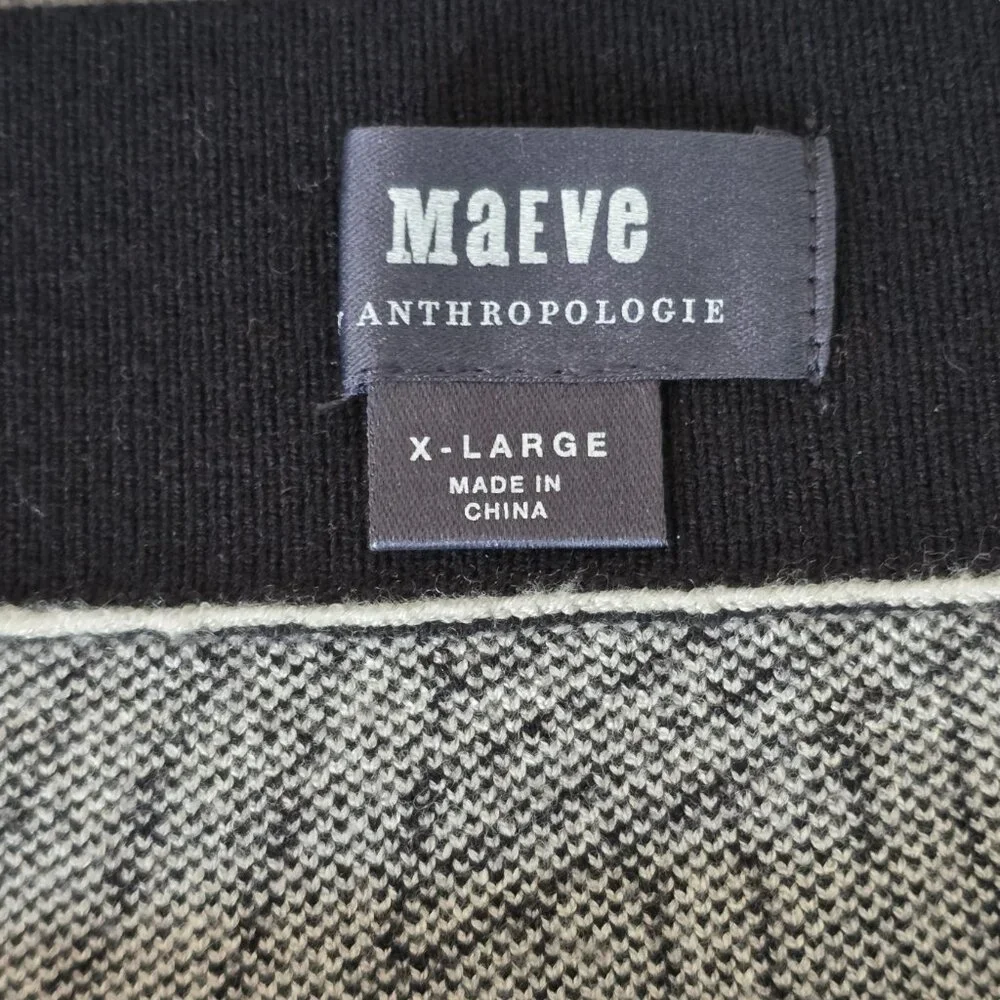 MaEVe
ANTHROPOLOGIE
X-LARGE
MADE IN
CHINA